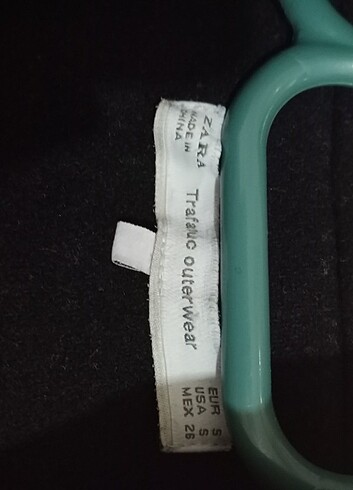 ZARA
MADE IN
CHINA
Trafaluc outerwear
EUR S
USA S
MEX 26